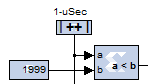 1-uSec
++
a
1999
b
a < b